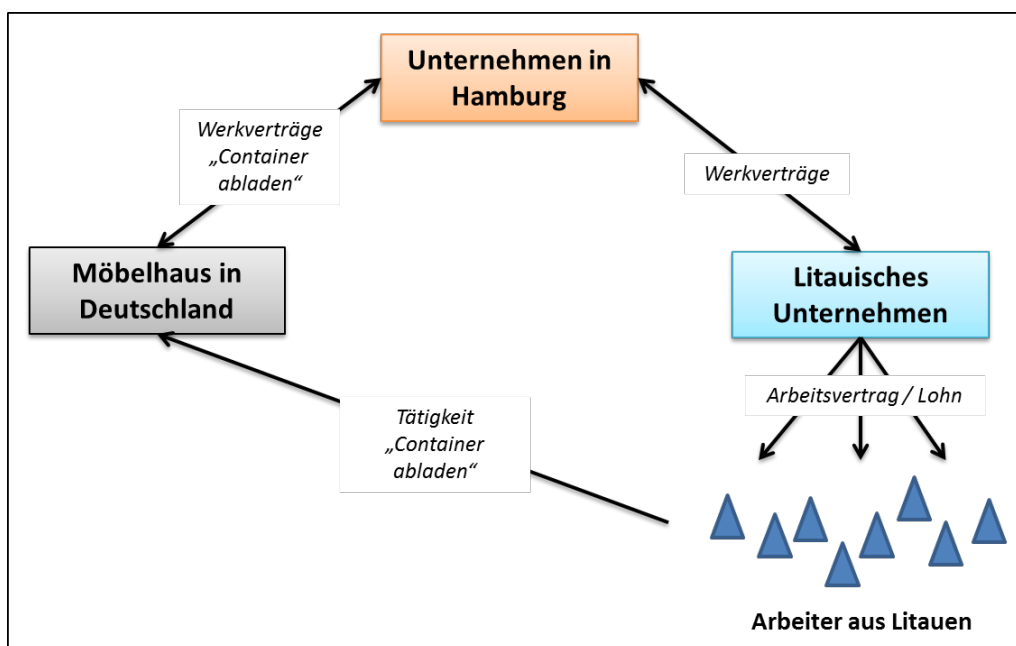 Unternehmen in
Hamburg
Werkverträge
„Container
abladen“
Werkverträge
Möbelhaus in
Deutschland
Litauisches
Unternehmen
Arbeitsvertrag / Lohn
Tätigkeit
„Container
abladen“
Arbeiter aus Litauen